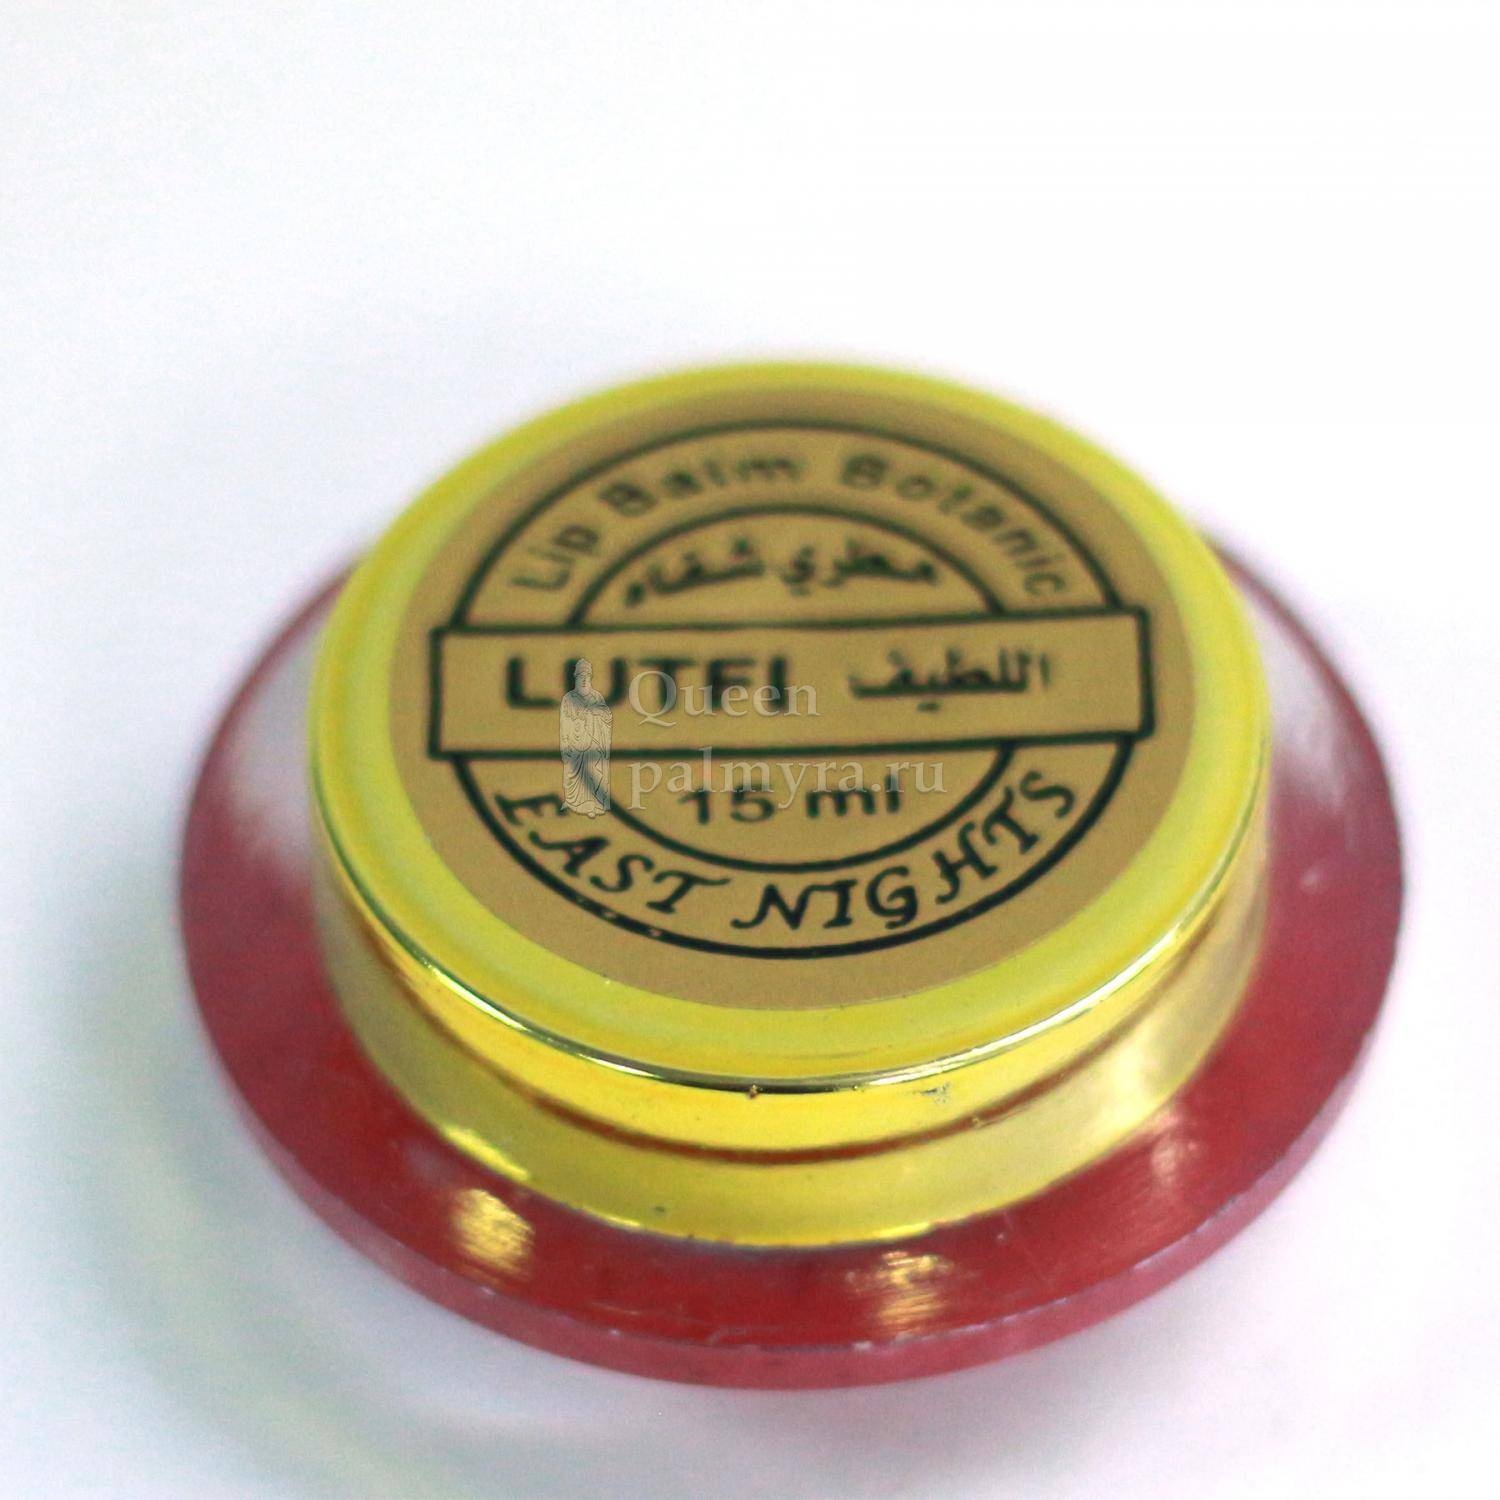 Lip Balm Botanic
مطري شفاه
LUTFI اللطيف
15 ml
EAST NIGHTS
Queen
palmyra.ru